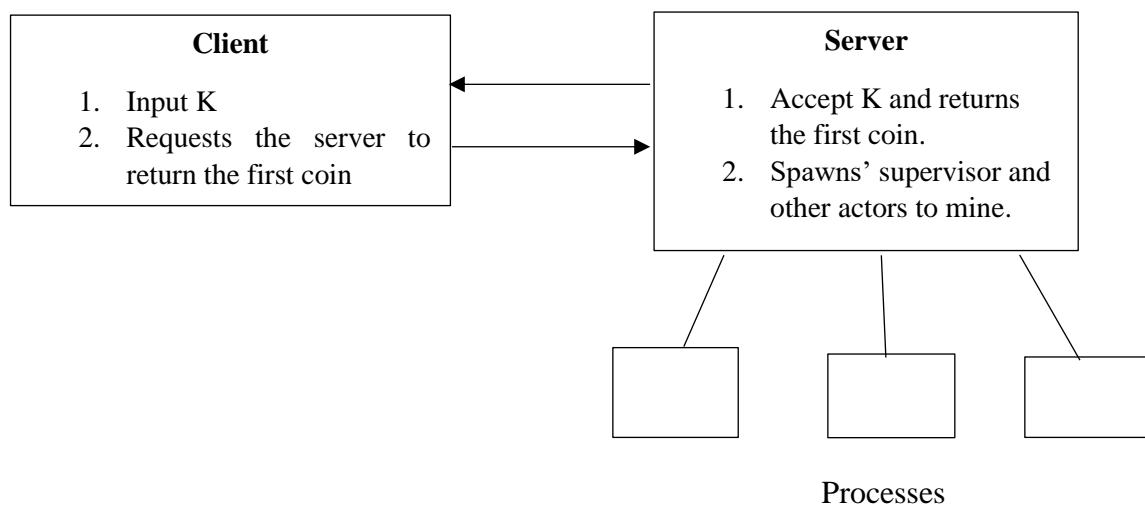 Client
1. Input K
2. Requests the server to
return the first coin
Server
1. Accept K and returns
the first coin.
2. Spawns’ supervisor and
other actors to mine.
Processes